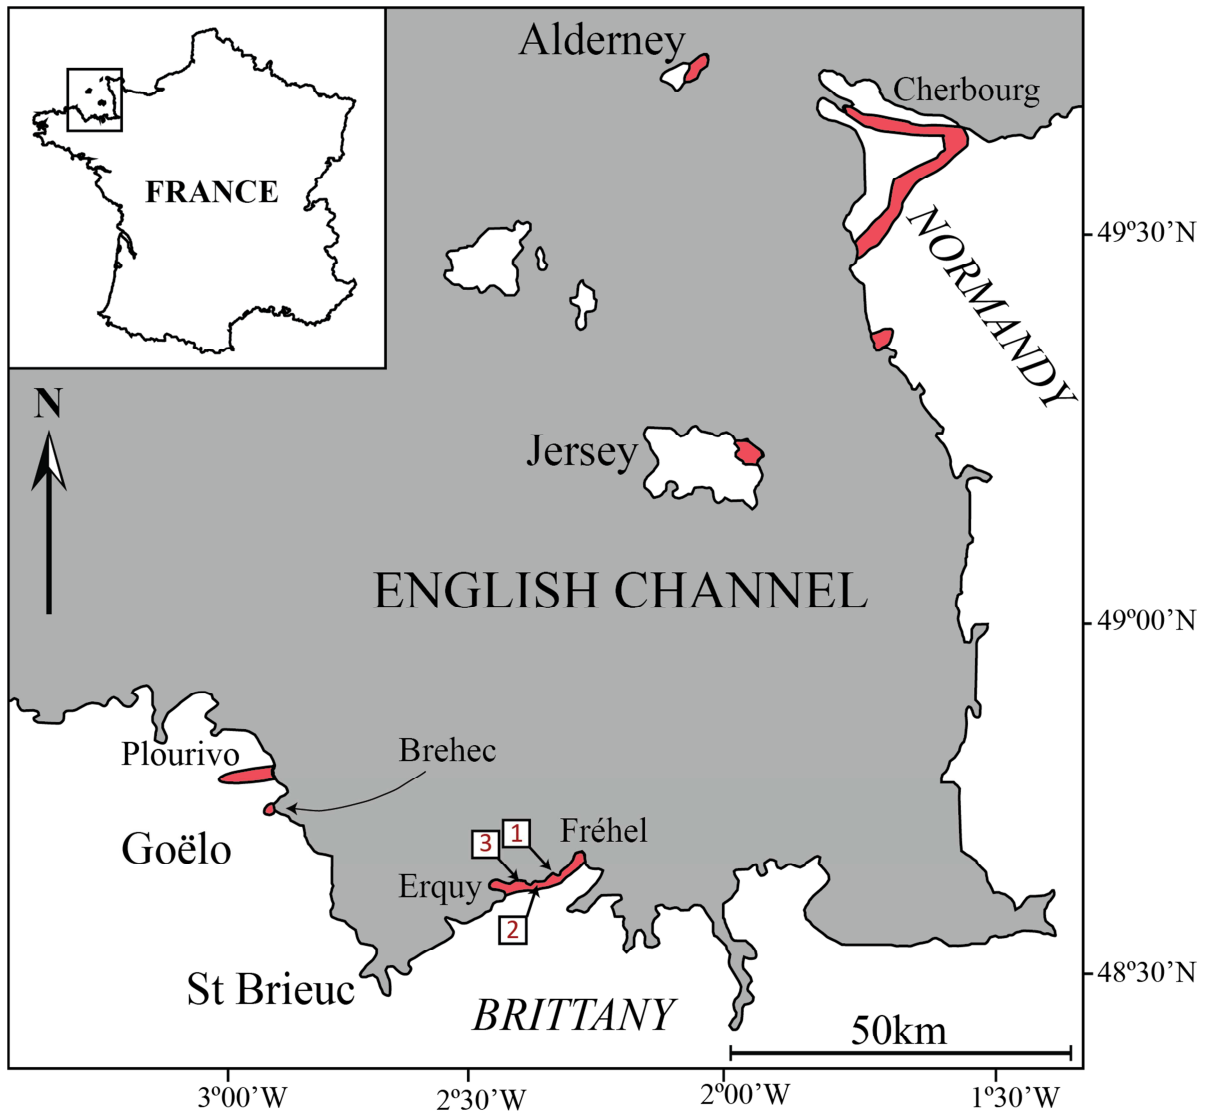 Alderney
Cherbourg
FRANCE
49º30’N
NORMANDY
N
Jersey
ENGLISH CHANNEL
49º00’N
Plourivo
Brehec
Goëlo
3
1
Fréhel
Erquy
2
St Brieuc
48º30’N
BRITTANY
50km
3º00’W
2º30’W
2º00’W
1º30’W